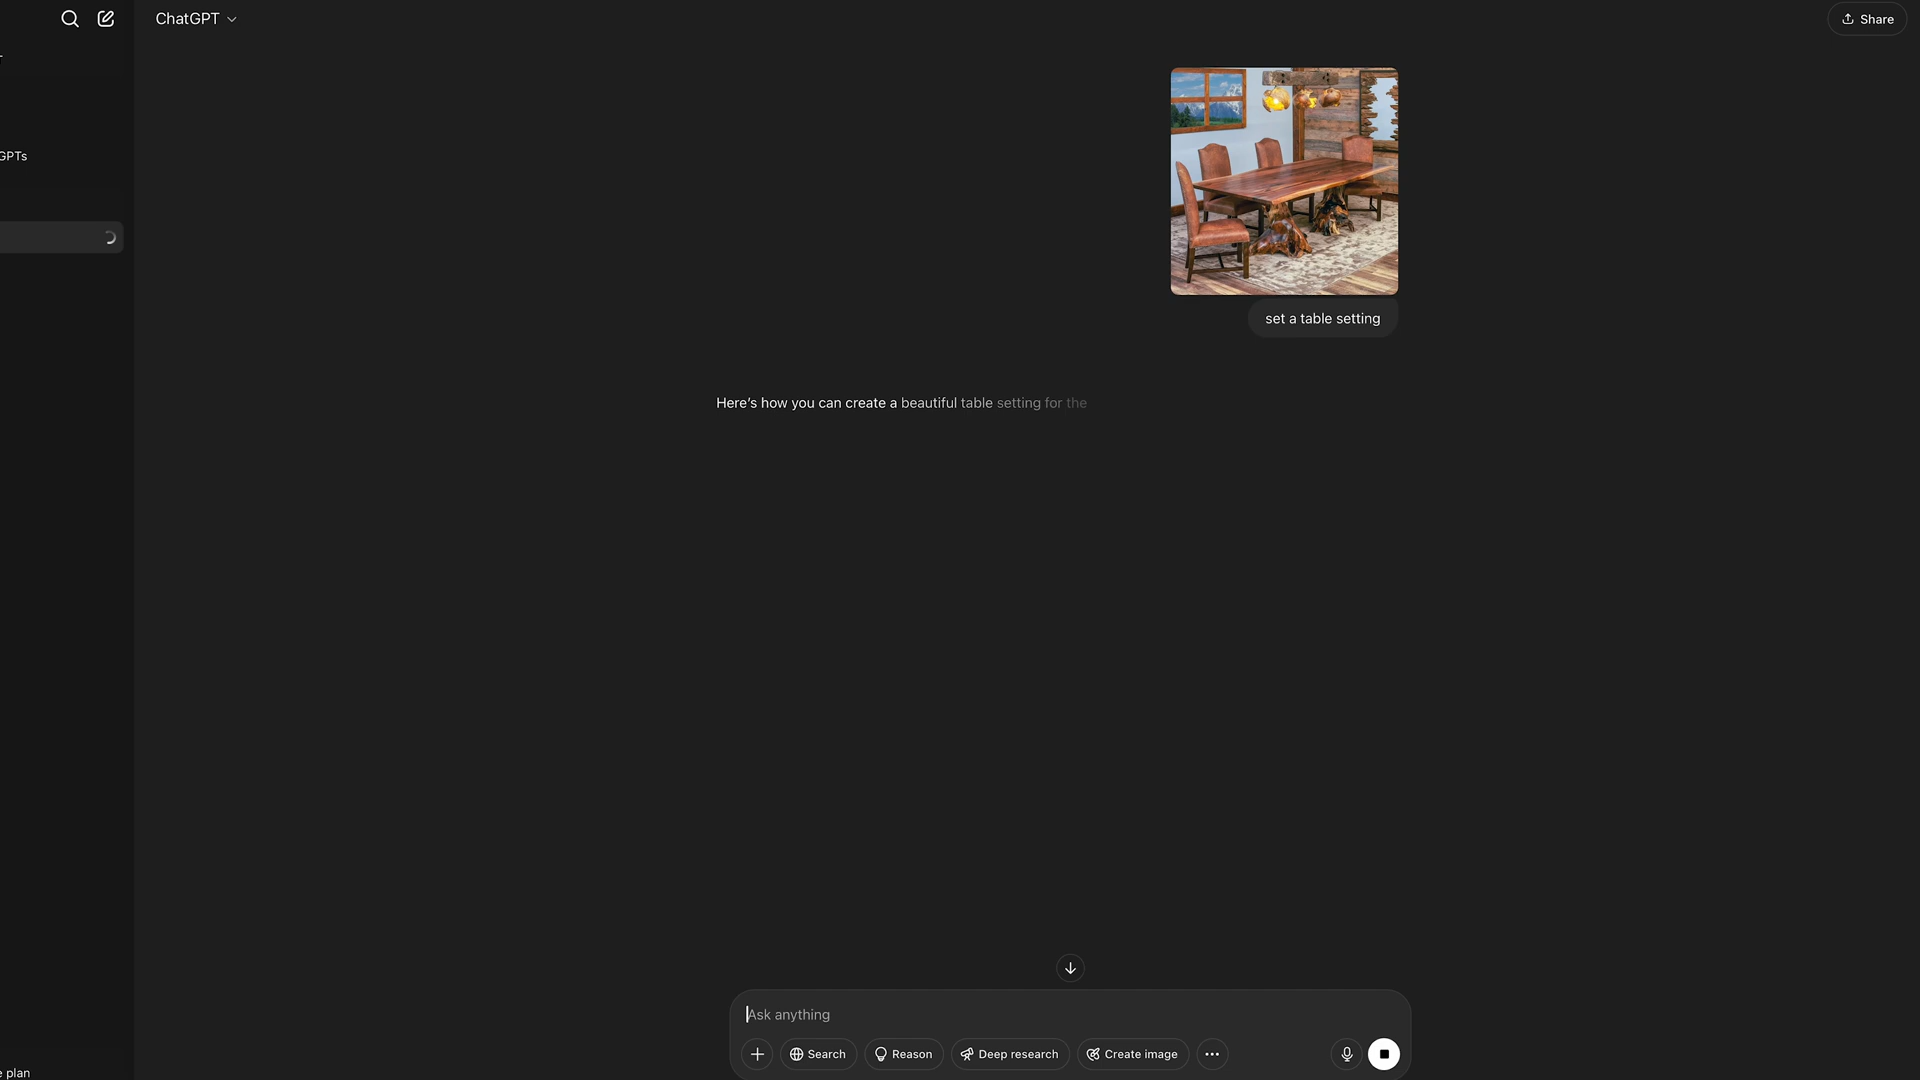 ChatGPT
Share
GPTs
set a table setting
Here's how you can create a beautiful table setting for the
Ask anything
Search
Reason
Deep research
Create image
plan